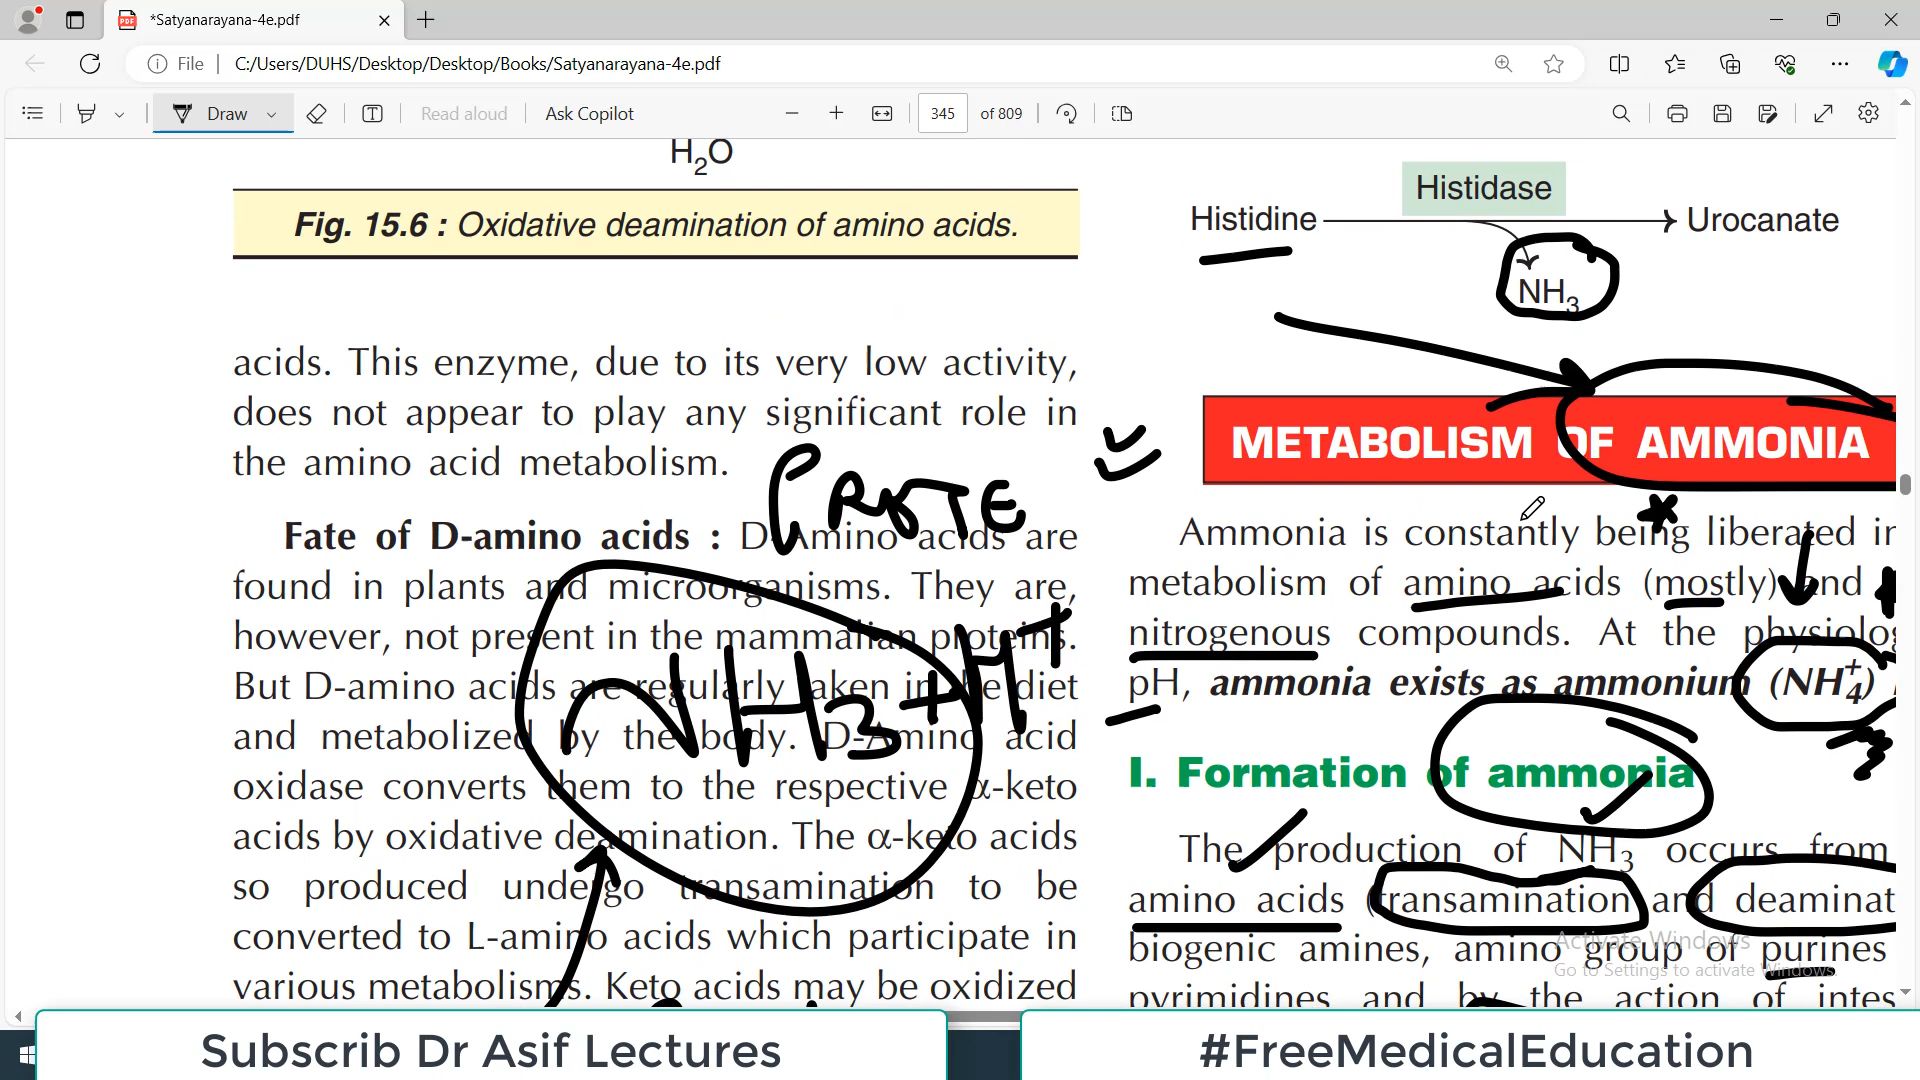 *Satyanarayana-4e.pdf
File | C:/Users/DUHS/Desktop/Desktop/Books/Satyanarayana-4e.pdf
Draw
Read aloud
Ask Copilot
345 of 809
H2O
Fig. 15.6 : Oxidative deamination of amino acids.
acids. This enzyme, due to its very low activity,
does not appear to play any significant role in
the amino acid metabolism.
Fate of D-amino acids : D-Amino acids are
found in plants and microorganisms. They are,
however, not present in the mammalian proteins.
But D-amino acids are regularly taken in the diet
and metabolized by the body. D-Amino acid
oxidase converts them to the respective α-keto
acids by oxidative deamination. The α-keto acids
so produced undergo transamination to be
converted to L-amino acids which participate in
various metabolisms. Keto acids may be oxidized
NH3+H+
Histidase
Histidine
Urocanate
NH3
METABOLISM OF AMMONIA
Ammonia is constantly being liberated in
metabolism of amino acids (mostly) and
nitrogenous compounds. At the physiolog
pH, ammonia exists as ammonium (NH4+)
I. Formation of ammonia
The production of NH3 occurs from
amino acids (transamination and deaminat
biogenic amines, amino group of purines
pyrimidines and by the action of intes
Activate Windows
Go to Settings to activate Windows.
Subscrib Dr Asif Lectures
#FreeMedicalEducation